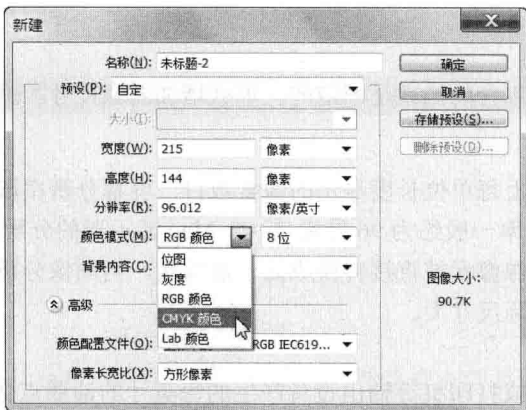 新建
名称(N): 未标题-2
确定
预设(P): 自定
取消
大小(I):
存储预设(S)...
宽度(W): 215 像素
删除预设(D)...
高度(H): 144 像素
分辨率(R): 96.012 像素/英寸
颜色模式(M): RGB 颜色 8 位
背景内容(C):
位图
灰度
RGB 颜色
CMYK 颜色
Lab 颜色
图像大小:
90.7K
高级
颜色配置文件(O): RGB IEC619...
像素长宽比(X): 方形像素